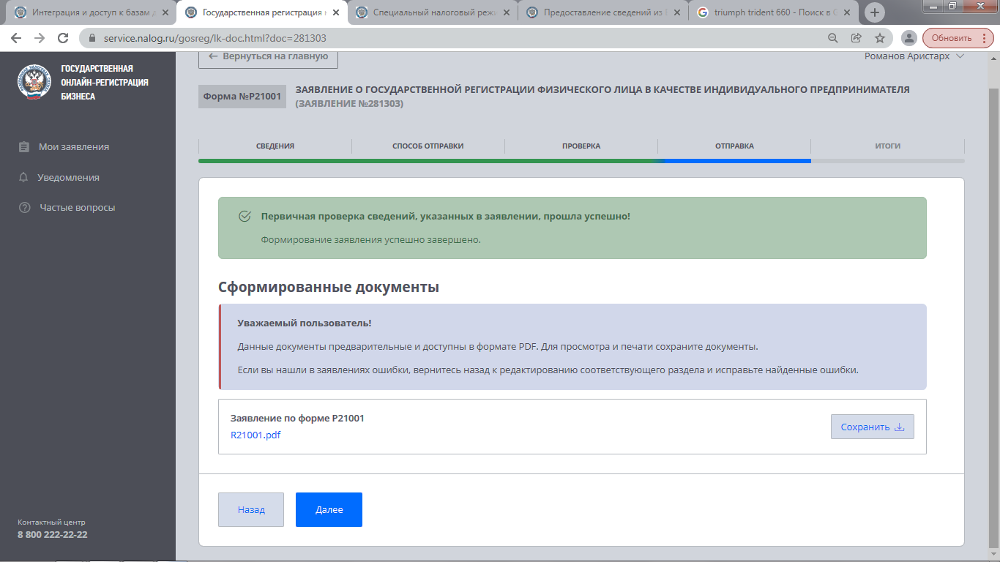 Интеграция и доступ к базам д
Государственная регистрация н
Специальный налоговый режи
Предоставление сведений из Е
triumph trident 660 - Поиск в G
service.nalog.ru/gosreg/lk-doc.html?doc=281303
Обновить
ГОСУДАРСТВЕННАЯ
ОНЛАЙН-РЕГИСТРАЦИЯ
БИЗНЕСА
Мои заявления
Уведомления
Частые вопросы
Контактный центр
8 800 222-22-22
Вернуться на главную
Романов Аристарх
Форма №Р21001
ЗАЯВЛЕНИЕ О ГОСУДАРСТВЕННОЙ РЕГИСТРАЦИИ ФИЗИЧЕСКОГО ЛИЦА В КАЧЕСТВЕ ИНДИВИДУАЛЬНОГО ПРЕДПРИНИМАТЕЛЯ
(ЗАЯВЛЕНИЕ №281303)
СВЕДЕНИЯ
СПОСОБ ОТПРАВКИ
ПРОВЕРКА
ОТПРАВКА
ИТОГИ
Первичная проверка сведений, указанных в заявлении, прошла успешно!
Формирование заявления успешно завершено.
Сформированные документы
Уважаемый пользователь!
Данные документы предварительные и доступны в формате PDF. Для просмотра и печати сохраните документы.
Если вы нашли в заявлениях ошибки, вернитесь назад к редактированию соответствующего раздела и исправьте найденные ошибки.
Заявление по форме Р21001
R21001.pdf
Сохранить
Назад
Далее